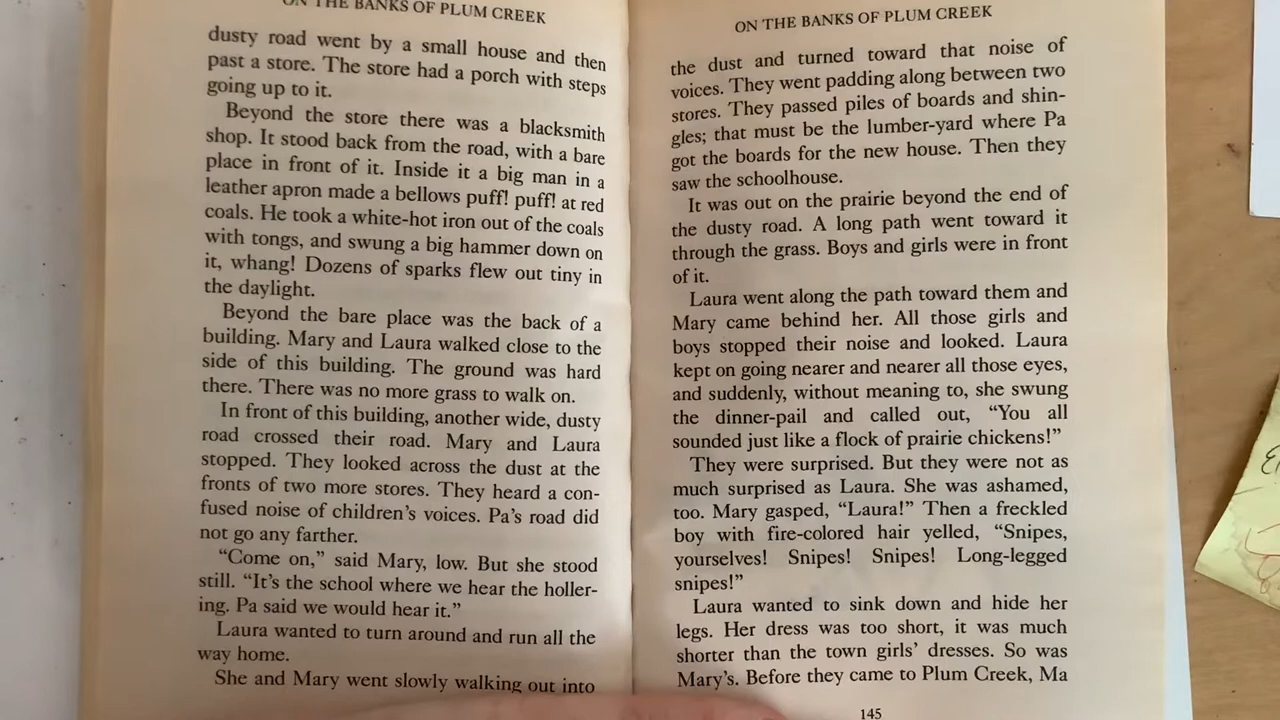 ON THE BANKS OF PLUM CREEK
dusty road went by a small house and then
past a store. The store had a porch with steps
going up to it.
Beyond the store there was a blacksmith
shop. It stood back from the road, with a bare
place in front of it. Inside it a big man in a
leather apron made a bellows puff! puff! at red
coals. He took a white-hot iron out of the coals
with tongs, and swung a big hammer down on
it, whang! Dozens of sparks flew out tiny in
the daylight.
Beyond the bare place was the back of a
building. Mary and Laura walked close to the
side of this building. The ground was hard
there. There was no more grass to walk on.
In front of this building, another wide, dusty
road crossed their road. Mary and Laura
stopped. They looked across the dust at the
fronts of two more stores. They heard a con-
fused noise of children's voices. Pa's road did
not go any farther.
“Come on,” said Mary, low. But she stood
still. “It's the school where we hear the holler-
ing. Pa said we would hear it.”
Laura wanted to turn around and run all the
way home.
She and Mary went slowly walking out into
ON THE BANKS OF PLUM CREEK
the dust and turned toward that noise of
voices. They went padding along between two
stores. They passed piles of boards and shin-
gles; that must be the lumber-yard where Pa
got the boards for the new house. Then they
saw the schoolhouse.
It was out on the prairie beyond the end of
the dusty road. A long path went toward it
through the grass. Boys and girls were in front
of it.
Laura went along the path toward them and
Mary came behind her. All those girls and
boys stopped their noise and looked. Laura
kept on going nearer and nearer all those eyes,
and suddenly, without meaning to, she swung
the dinner-pail and called out, “You all
sounded just like a flock of prairie chickens!”
They were surprised. But they were not as
much surprised as Laura. She was ashamed,
too. Mary gasped, “Laura!” Then a freckled
boy with fire-colored hair yelled, “Snipes,
yourselves! Snipes! Snipes! Long-legged
snipes!”
Laura wanted to sink down and hide her
legs. Her dress was too short, it was much
shorter than the town girls' dresses. So was
Mary's. Before they came to Plum Creek, Ma
145